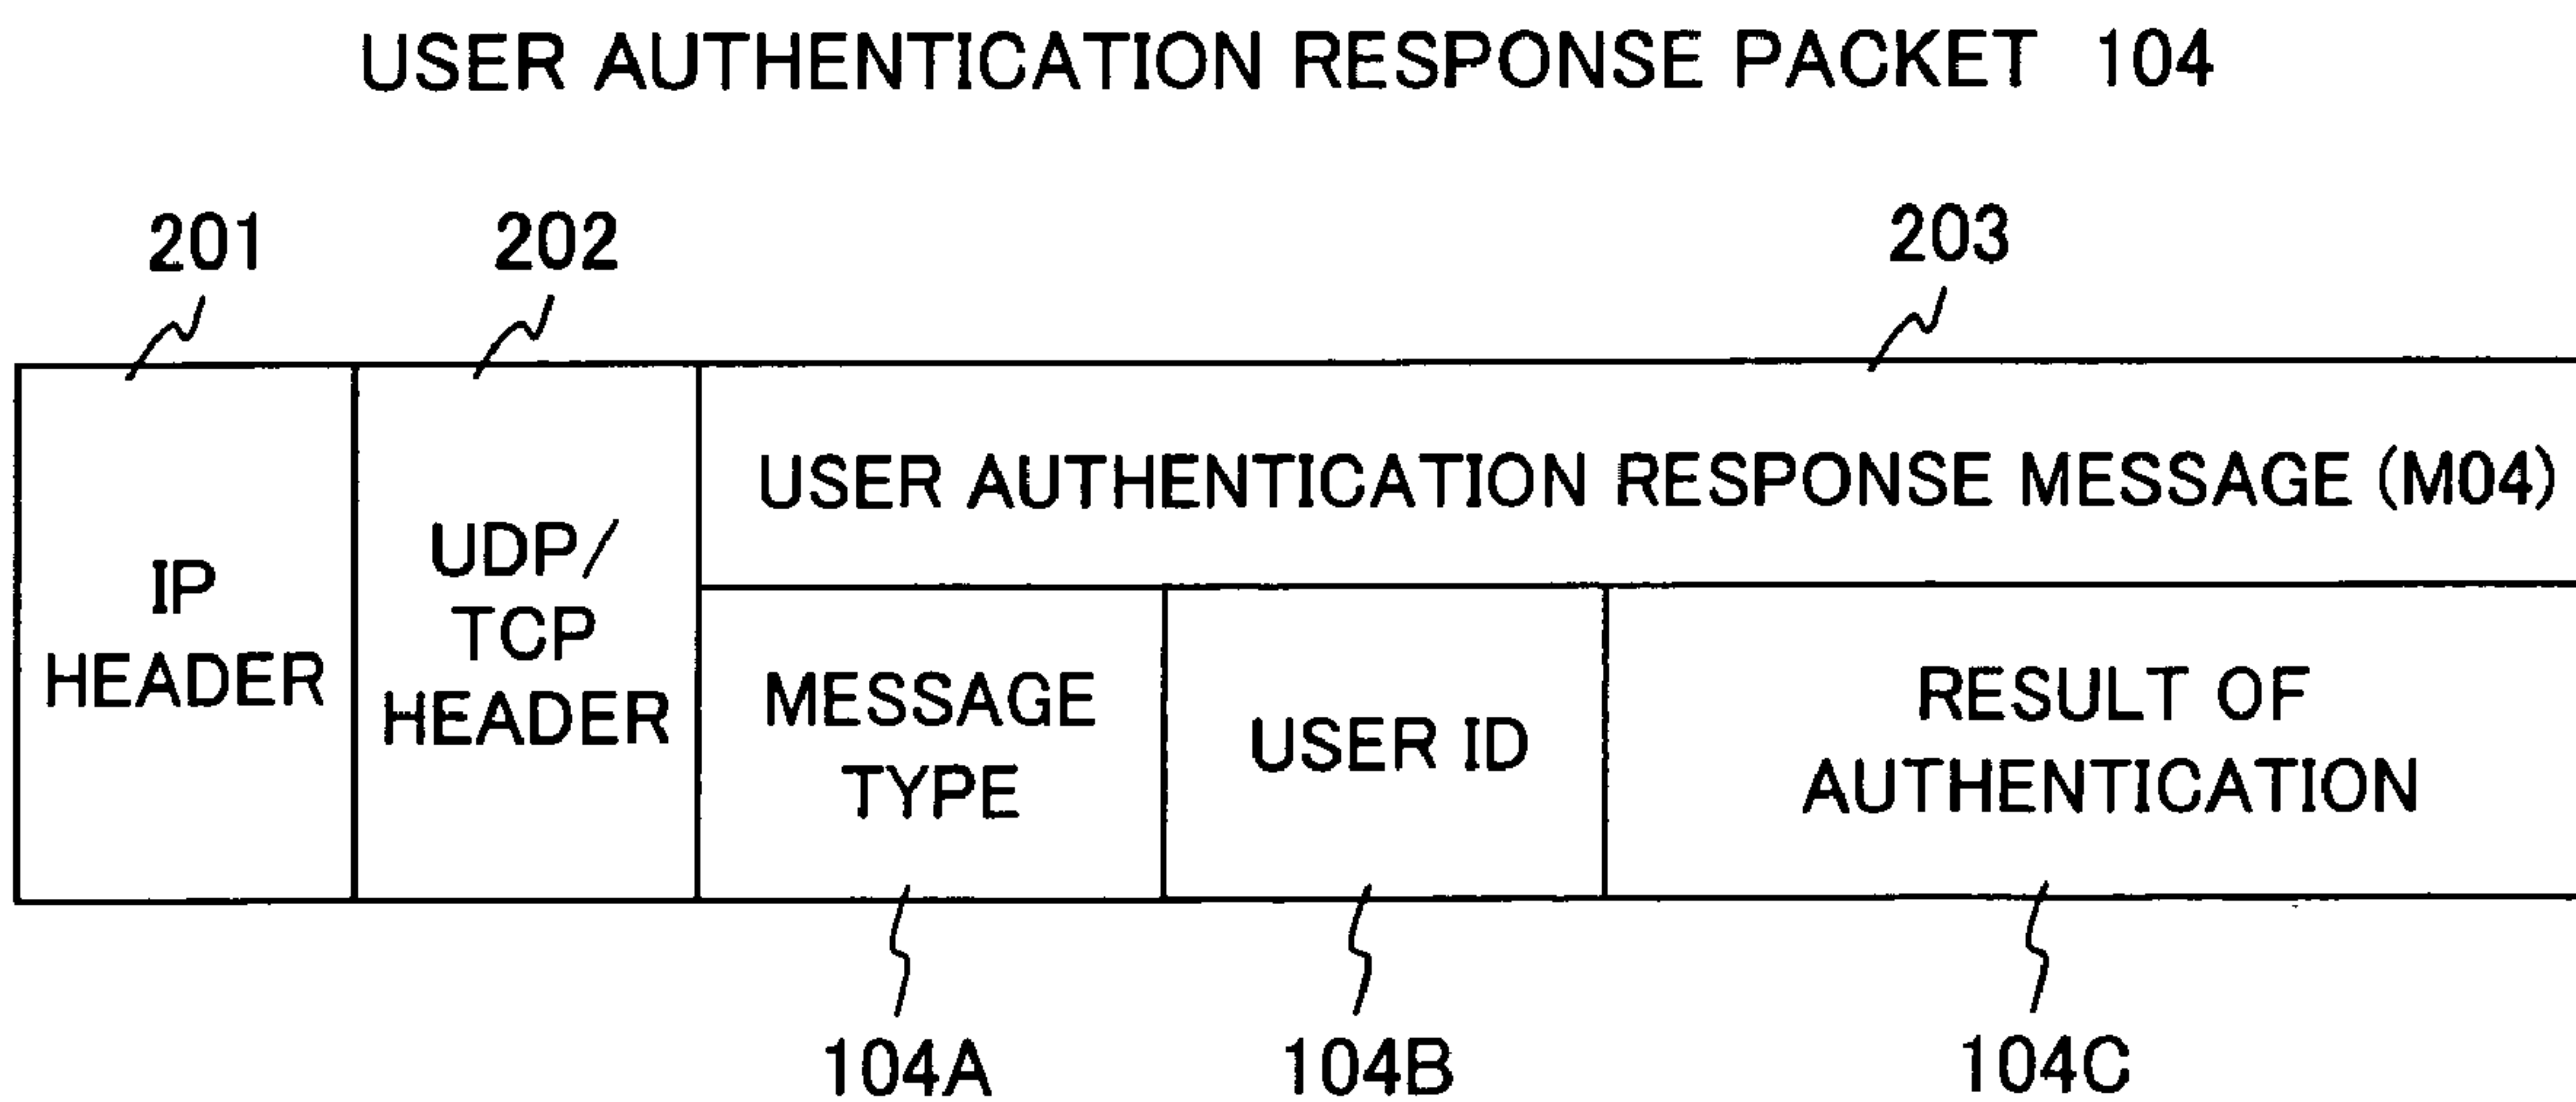 USER AUTHENTICATION RESPONSE PACKET 104
201
202
203
IP
HEADER
UDP/
TCP
HEADER
USER AUTHENTICATION RESPONSE MESSAGE (M04)
MESSAGE
TYPE
USER ID
RESULT OF
AUTHENTICATION
104A
104B
104C